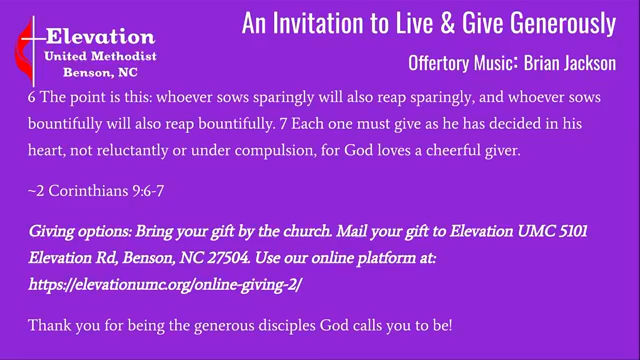 Elevation
United Methodist
Benson, NC
An Invitation to Live & Give Generously
Offertory Music: Brian Jackson
6 The point is this: whoever sows sparingly will also reap sparingly, and whoever sows
bountifully will also reap bountifully. 7 Each one must give as he has decided in his
heart, not reluctantly or under compulsion, for God loves a cheerful giver.
~2 Corinthians 9:6-7
Giving options: Bring your gift by the church. Mail your gift to Elevation UMC 5101
Elevation Rd, Benson, NC 27504. Use our online platform at:
https://elevationumc.org/online-giving-2/
Thank you for being the generous disciples God calls you to be!